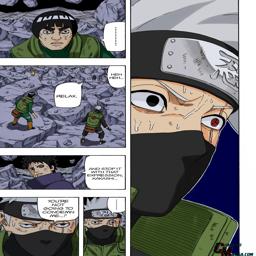 ...........
HEH
HEH...
RELAX.
AND STOP IT
WITH THAT
EXPRESSION,
KAKASHI...
YOU'RE
NOT
GOING TO
CONDEMN
ME...?
......